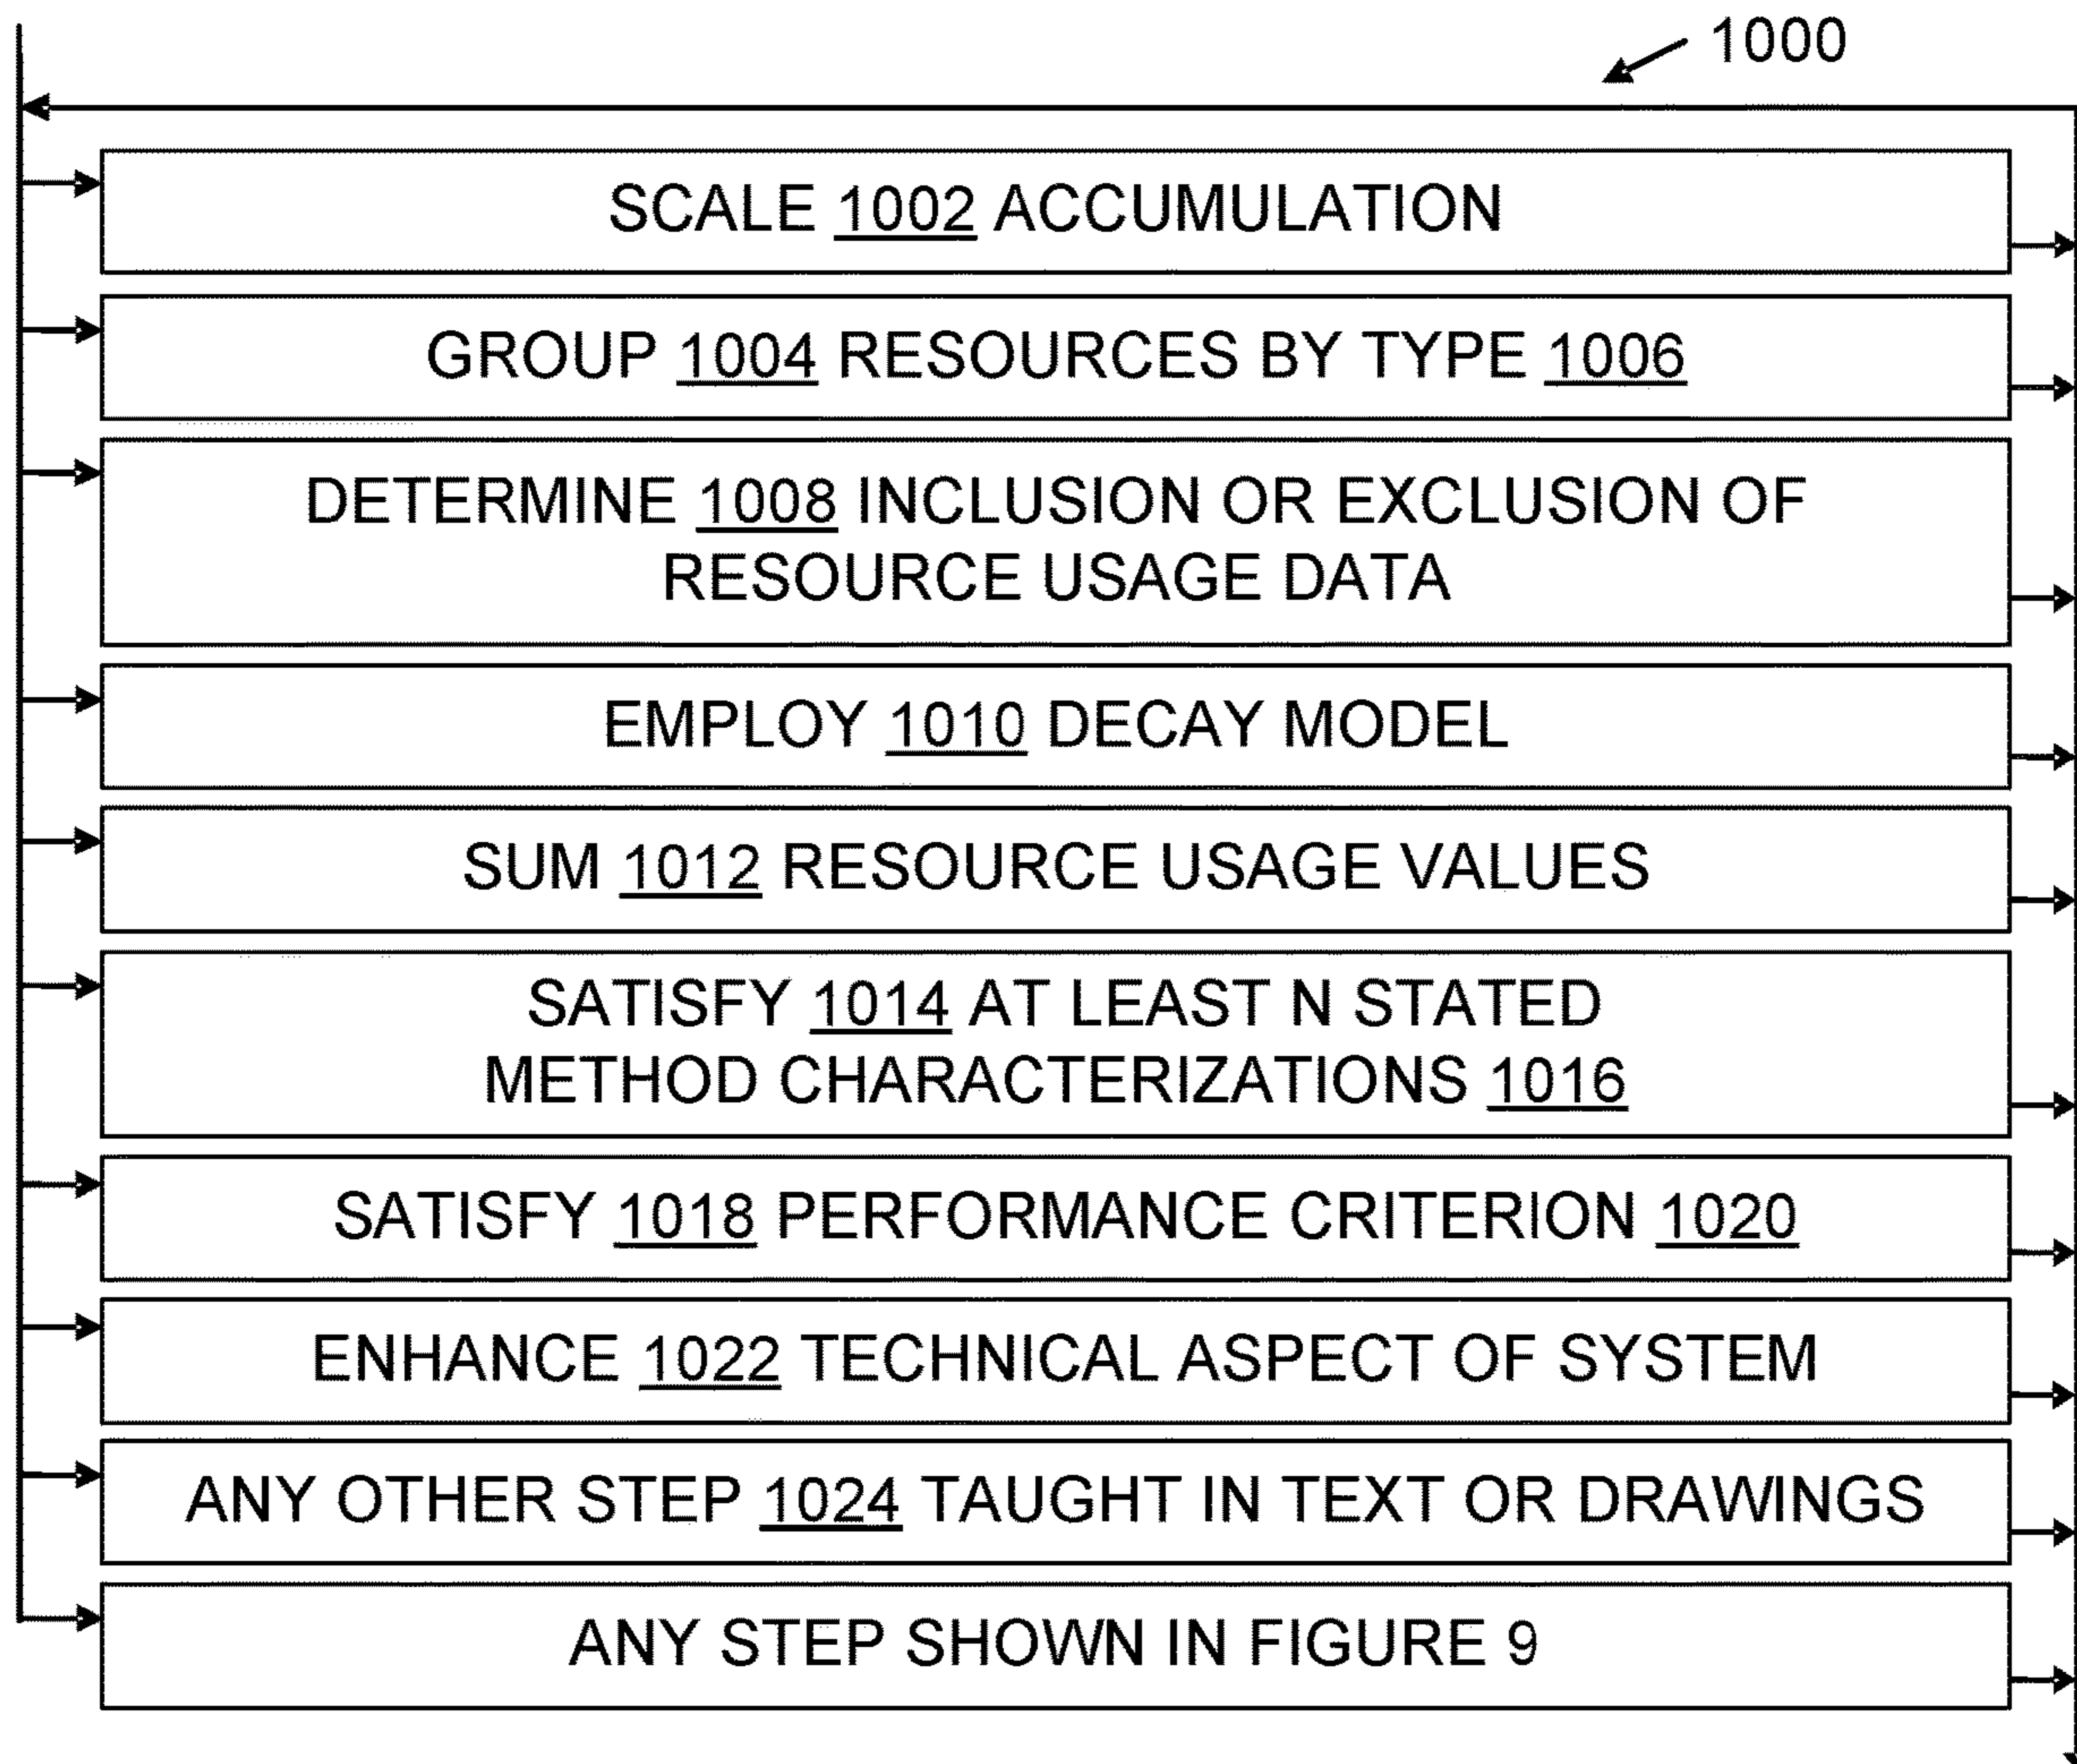 1000
SCALE 1002 ACCUMULATION
GROUP 1004 RESOURCES BY TYPE 1006
DETERMINE 1008 INCLUSION OR EXCLUSION OF
RESOURCE USAGE DATA
EMPLOY 1010 DECAY MODEL
SUM 1012 RESOURCE USAGE VALUES
SATISFY 1014 AT LEAST N STATED
METHOD CHARACTERIZATIONS 1016
SATISFY 1018 PERFORMANCE CRITERION 1020
ENHANCE 1022 TECHNICAL ASPECT OF SYSTEM
ANY OTHER STEP 1024 TAUGHT IN TEXT OR DRAWINGS
ANY STEP SHOWN IN FIGURE 9